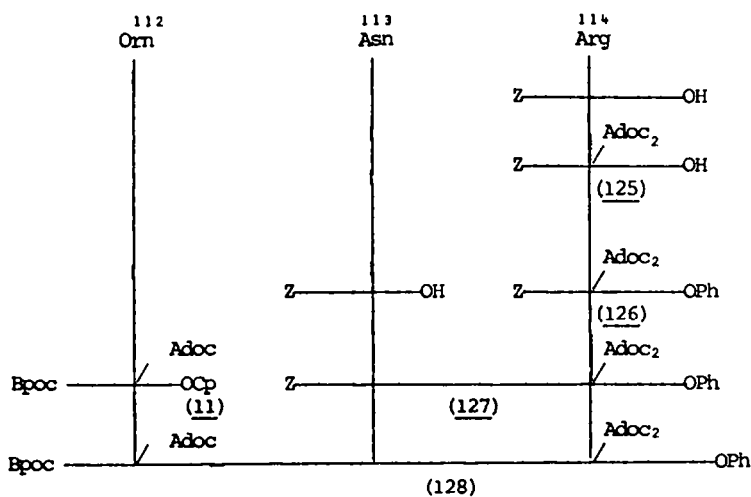 112 113 114
Orn Asn Arg
Z OH
Adoc2
Z OH
(125)
Adoc2
Z OH Z OPh
(126)
Adoc Adoc2
Bpoc OCp Z OPh
(11) (127)
Adoc Adoc2
Bpoc OPh
(128)